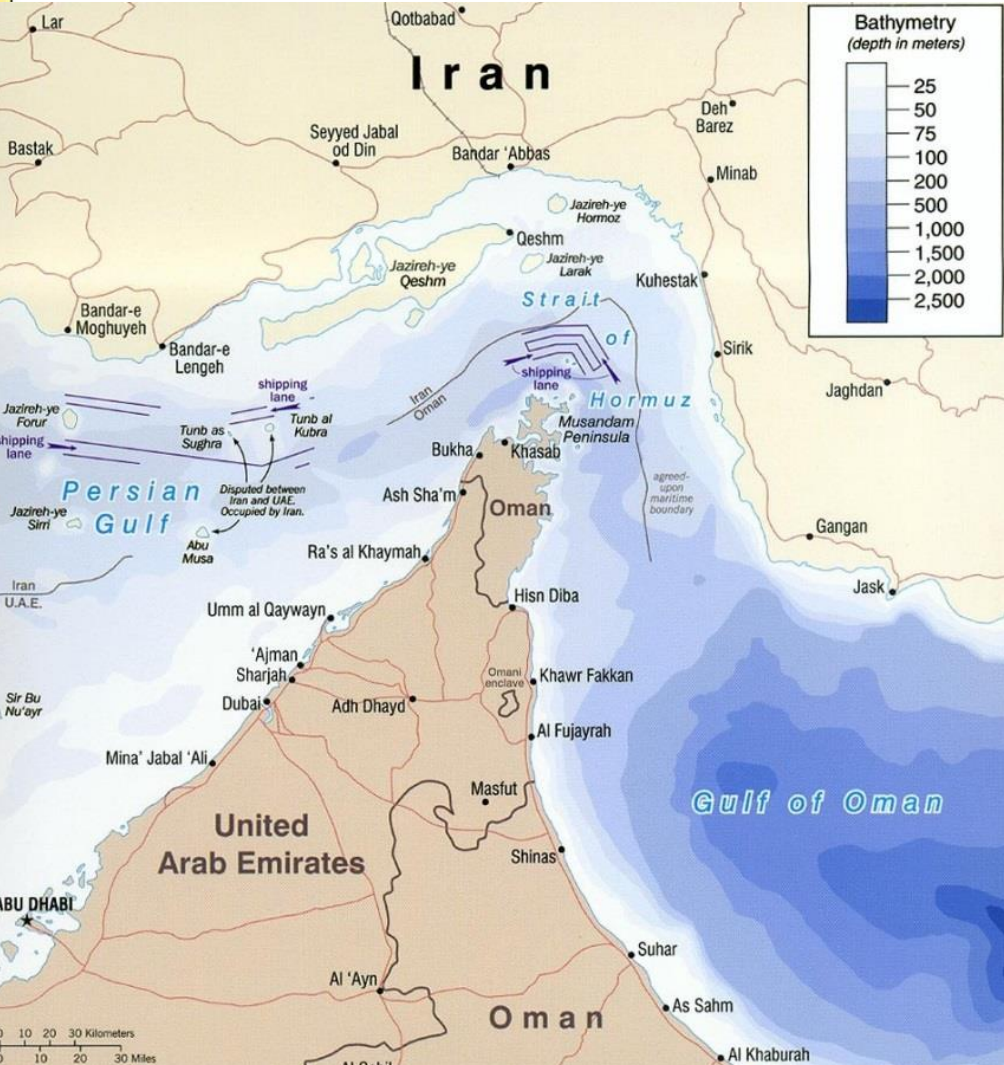 Lar
Qotbabad
Iran
Bathymetry
(depth in meters)
25
50
75
100
200
500
1,000
1,500
2,000
2,500
Deh
Barez
Bastak
Seyyed Jabal
od Din
Bandar 'Abbas
Minab
Jazireh-ye
Hormoz
Qeshm
Jazireh-ye
Larak
Jazireh-ye
Qeshm
Kuhestak
Strait
of
Hormuz
Bandar-e
Moghuyeh
Bandar-e
Lengeh
Sirik
Jaghdan
shipping
lane
shipping
lane
Iran
Oman
Jazireh-ye
Forur
shipping
lane
Tunb as
Sughra
Tunb al
Kubra
Musandam
Peninsula
Bukha
Khasab
Persian
Gulf
Disputed between
Iran and UAE.
Occupied by Iran.
Ash Sha'm
Oman
agreed-
upon
maritime
boundary
Jazireh-ye
Sirri
Abu
Musa
Ra's al Khaymah
Gangan
Iran
U.A.E.
Jask
Umm al Qaywayn
Hisn Diba
'Ajman
Sharjah
Dubai
Omani
enclave
Khawr Fakkan
Sir Bu
Nu'ayr
Adh Dhayd
Al Fujayrah
Mina' Jabal 'Ali
Masfut
Gulf of Oman
United
Arab Emirates
Shinas
ABU DHABI
Suhar
Al 'Ayn
As Sahm
Oman
0 10 20 30 Kilometers
0 10 20 30 Miles
Al Khaburah